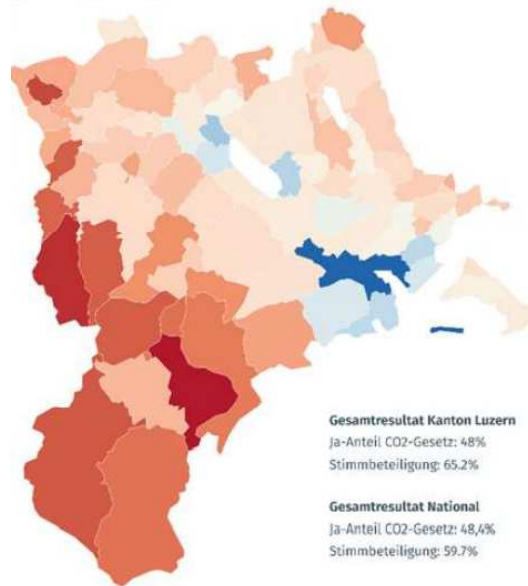 Gesamtresultat Kanton Luzern
Ja-Anteil CO2-Gesetz: 48%
Stimmbeteiligung: 65.2%
Gesamtresultat National
Ja-Anteil CO2-Gesetz: 48,4%
Stimmbeteiligung: 59.7%